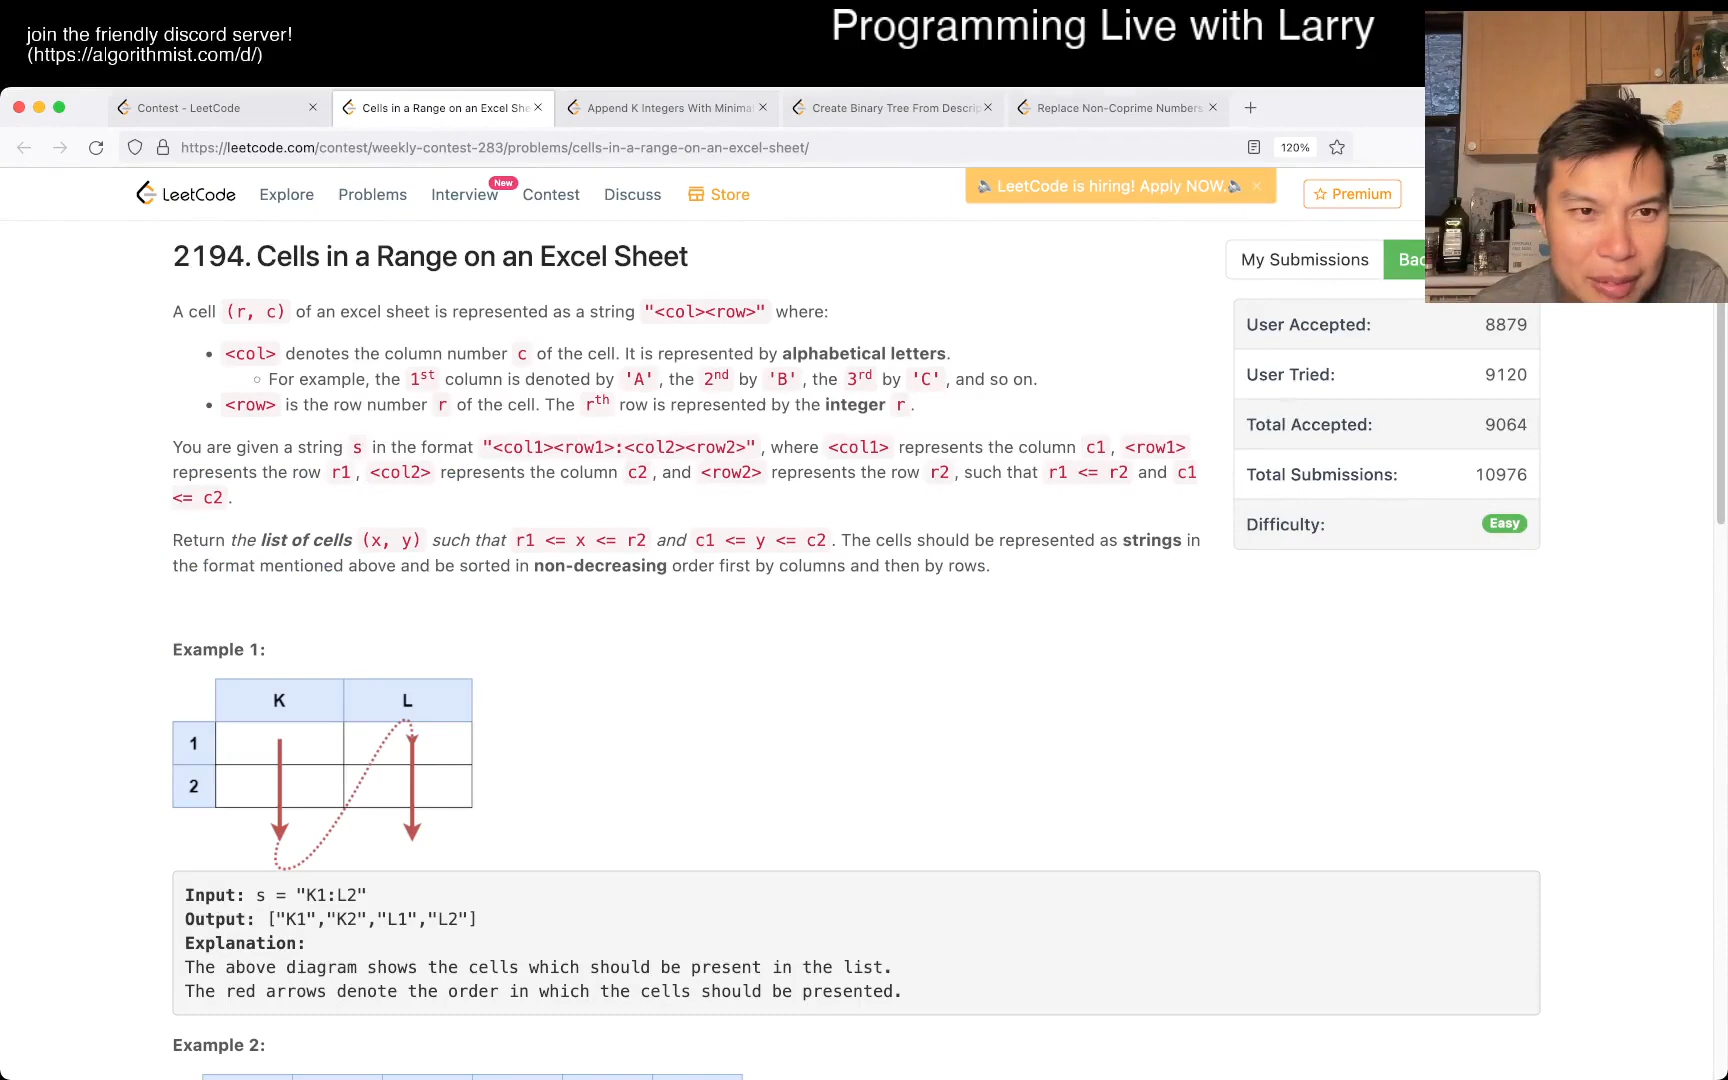 join the friendly discord server!
(https://algorithmist.com/d/)
Programming Live with Larry
Contest - LeetCode
Cells in a Range on an Excel She
Append K Integers With Minima
Create Binary Tree From Descrip
Replace Non-Coprime Numbers
https://leetcode.com/contest/weekly-contest-283/problems/cells-in-a-range-on-an-excel-sheet/
120%
LeetCode
Explore
Problems
Interview
New
Contest
Discuss
Store
LeetCode is hiring! Apply NOW.
Premium
2194. Cells in a Range on an Excel Sheet
My Submissions
Bac
A cell (r, c) of an excel sheet is represented as a string "<col><row>" where:
• <col> denotes the column number c of the cell. It is represented by alphabetical letters.
◦ For example, the 1st column is denoted by 'A', the 2nd by 'B', the 3rd by 'C', and so on.
• <row> is the row number r of the cell. The rth row is represented by the integer r.
You are given a string s in the format "<col1><row1>:<col2><row2>", where <col1> represents the column c1, <row1>
represents the row r1, <col2> represents the column c2, and <row2> represents the row r2, such that r1 <= r2 and c1
<= c2.
Return the list of cells (x, y) such that r1 <= x <= r2 and c1 <= y <= c2. The cells should be represented as strings in
the format mentioned above and be sorted in non-decreasing order first by columns and then by rows.
User Accepted: 8879
User Tried: 9120
Total Accepted: 9064
Total Submissions: 10976
Difficulty: Easy
Example 1:
K L
1
2
Input: s = "K1:L2"
Output: ["K1","K2","L1","L2"]
Explanation:
The above diagram shows the cells which should be present in the list.
The red arrows denote the order in which the cells should be presented.
Example 2: